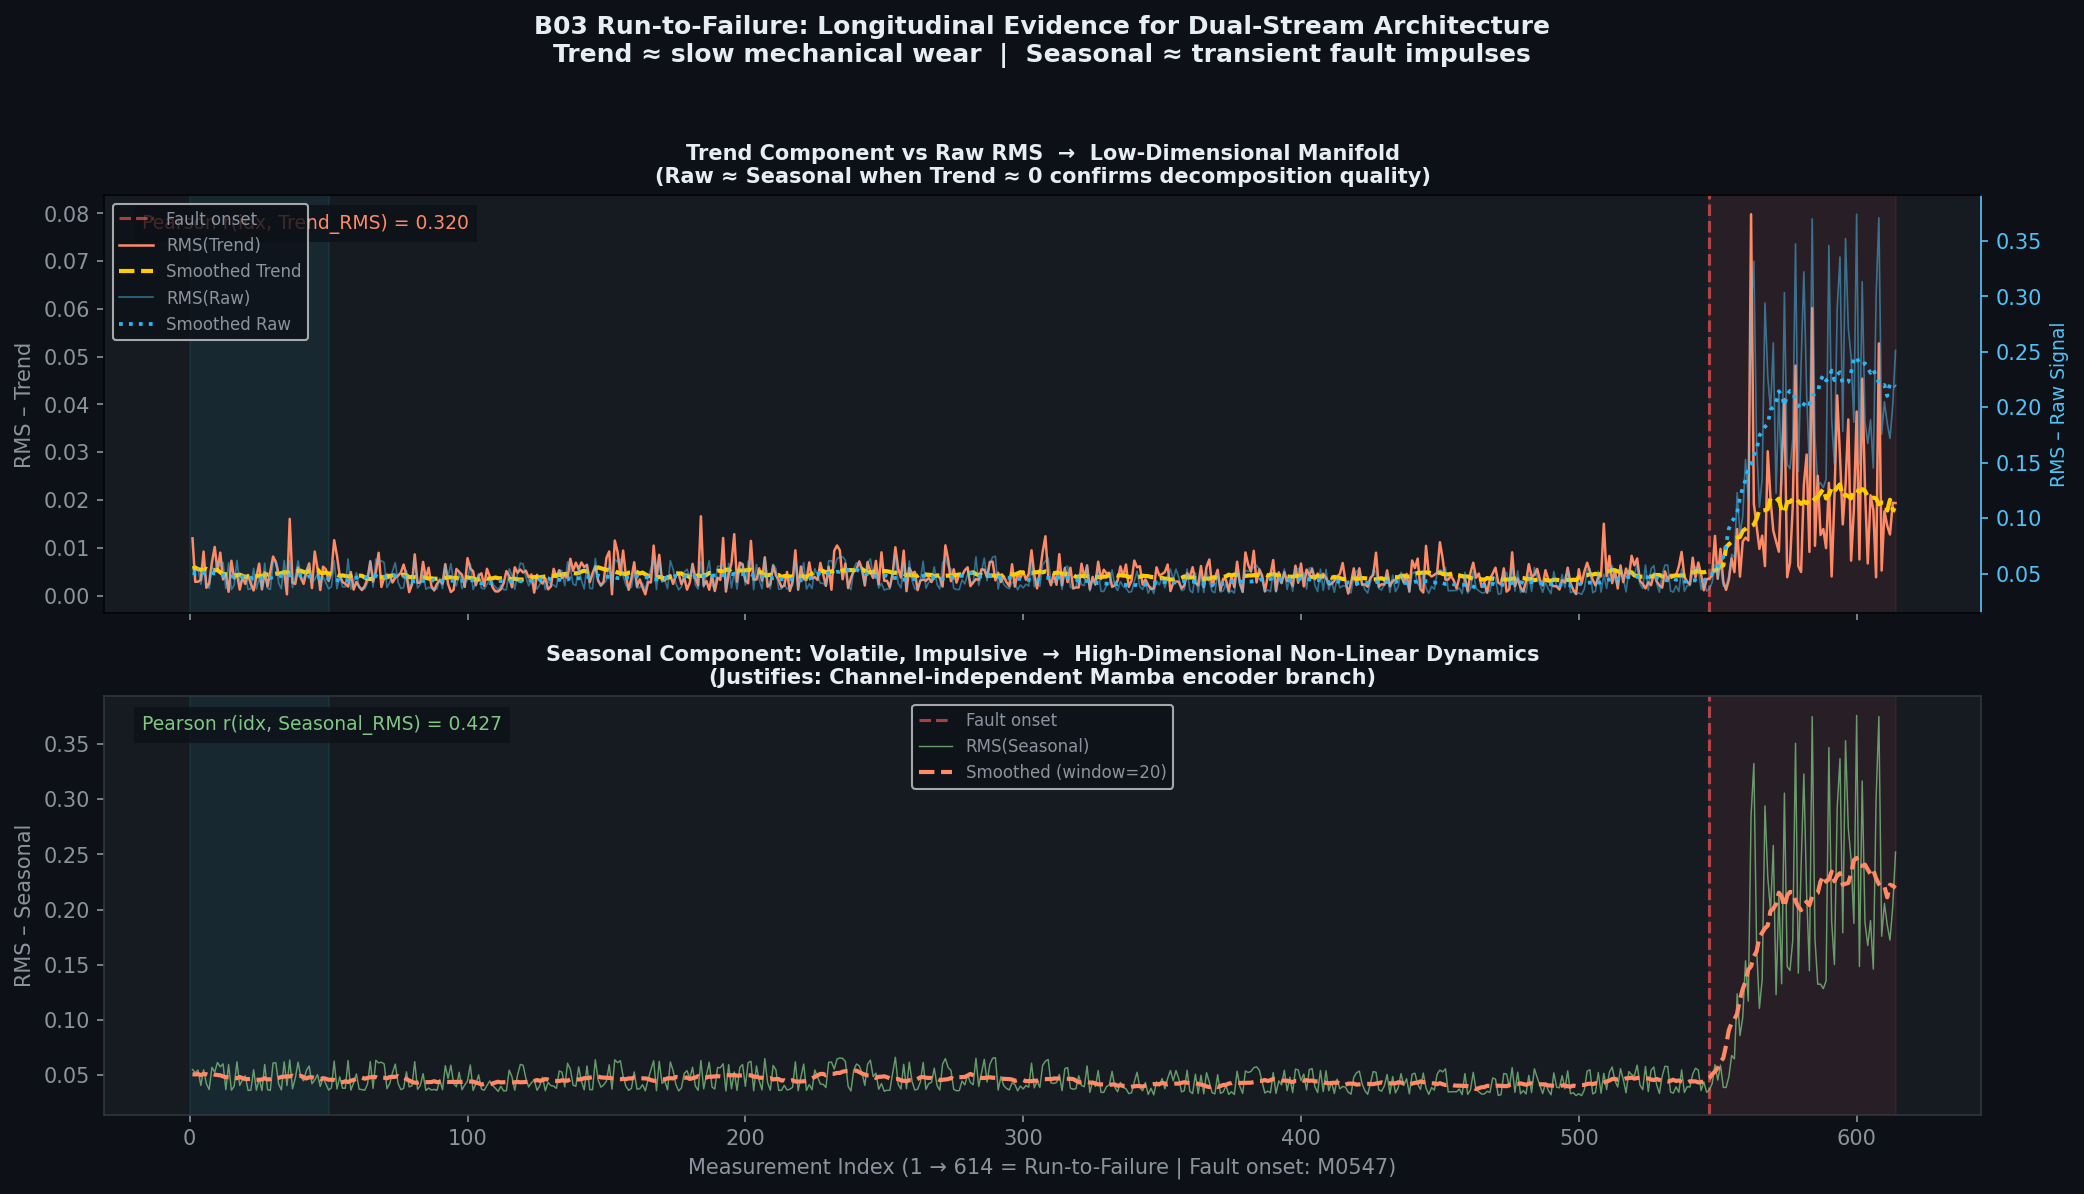 B03 Run-to-Failure: Longitudinal Evidence for Dual-Stream Architecture
Trend ≈ slow mechanical wear | Seasonal ≈ transient fault impulses
Trend Component vs Raw RMS → Low-Dimensional Manifold
(Raw ≈ Seasonal when Trend ≈ 0 confirms decomposition quality)
Pearson r(idx, Trend_RMS) = 0.320
Fault onset
RMS(Trend)
Smoothed Trend
RMS(Raw)
Smoothed Raw
RMS – Trend
0.08
0.07
0.06
0.05
0.04
0.03
0.02
0.01
0.00
0.35
0.30
0.25
0.20
0.15
0.10
0.05
RMS – Raw Signal
Seasonal Component: Volatile, Impulsive → High-Dimensional Non-Linear Dynamics
(Justifies: Channel-independent Mamba encoder branch)
Pearson r(idx, Seasonal_RMS) = 0.427
Fault onset
RMS(Seasonal)
Smoothed (window=20)
RMS – Seasonal
0.35
0.30
0.25
0.20
0.15
0.10
0.05
0 100 200 300 400 500 600
Measurement Index (1 → 614 = Run-to-Failure | Fault onset: M0547)